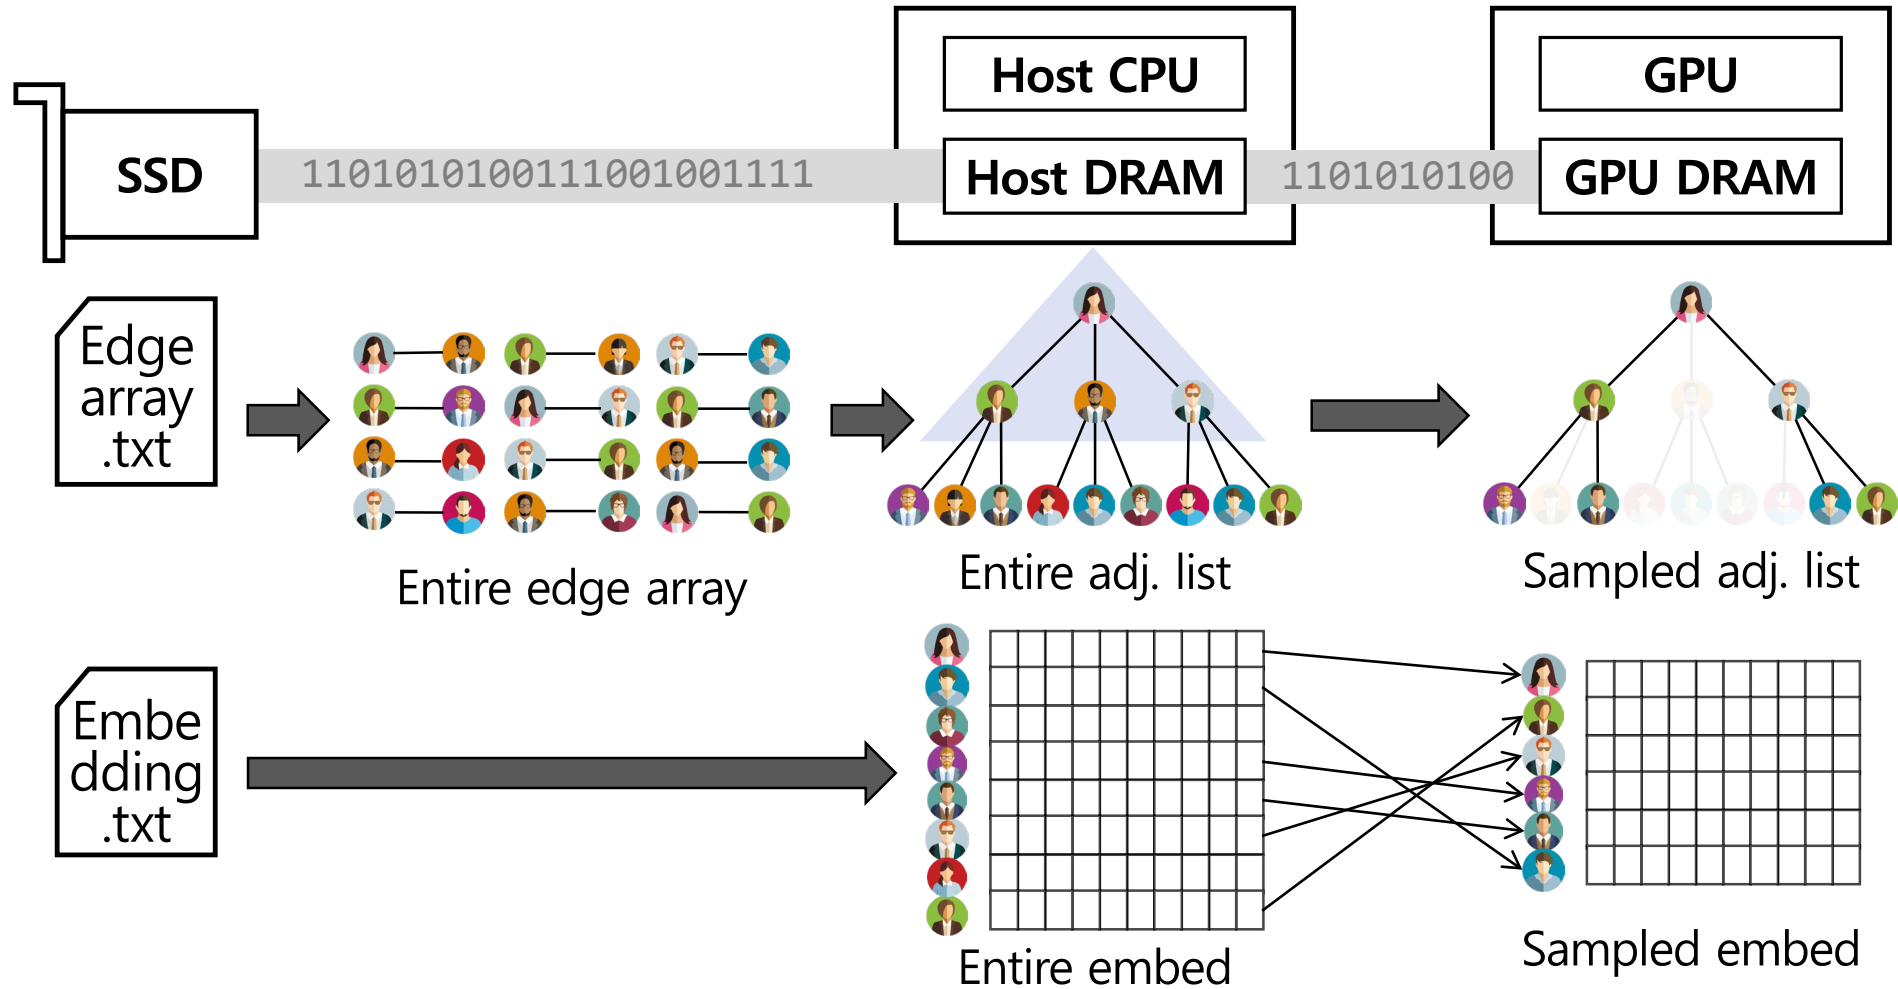 Host CPU
GPU
SSD
1101010100111001001111
Host DRAM
1101010100
GPU DRAM
Edge
array
.txt
Entire edge array
Entire adj. list
Sampled adj. list
Embe
dding
.txt
Entire embed
Sampled embed